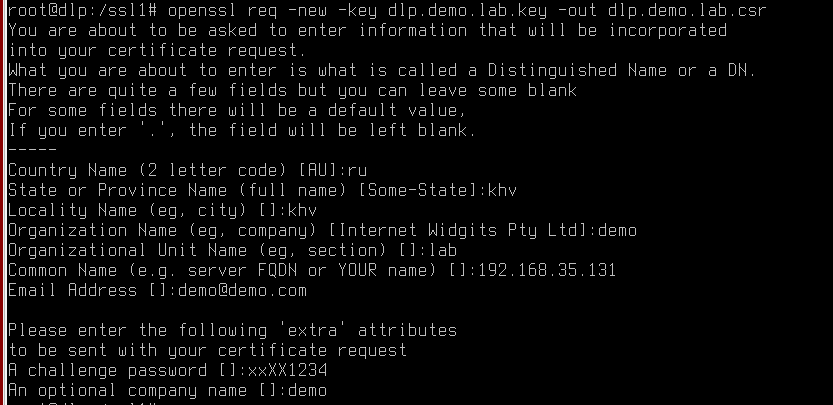 root@dlp:/ssl1# openssl req -new -key dlp.demo.lab.key -out dlp.demo.lab.csr
You are about to be asked to enter information that will be incorporated
into your certificate request.
What you are about to enter is what is called a Distinguished Name or a DN.
There are quite a few fields but you can leave some blank
For some fields there will be a default value,
If you enter '.', the field will be left blank.
-----
Country Name (2 letter code) [AU]:ru
State or Province Name (full name) [Some-State]:khv
Locality Name (eg, city) []:khv
Organization Name (eg, company) [Internet Widgits Pty Ltd]:demo
Organizational Unit Name (eg, section) []:lab
Common Name (e.g. server FQDN or YOUR name) []:192.168.35.131
Email Address []:demo@demo.com
Please enter the following 'extra' attributes
to be sent with your certificate request
A challenge password []:xxXX1234
An optional company name []:demo